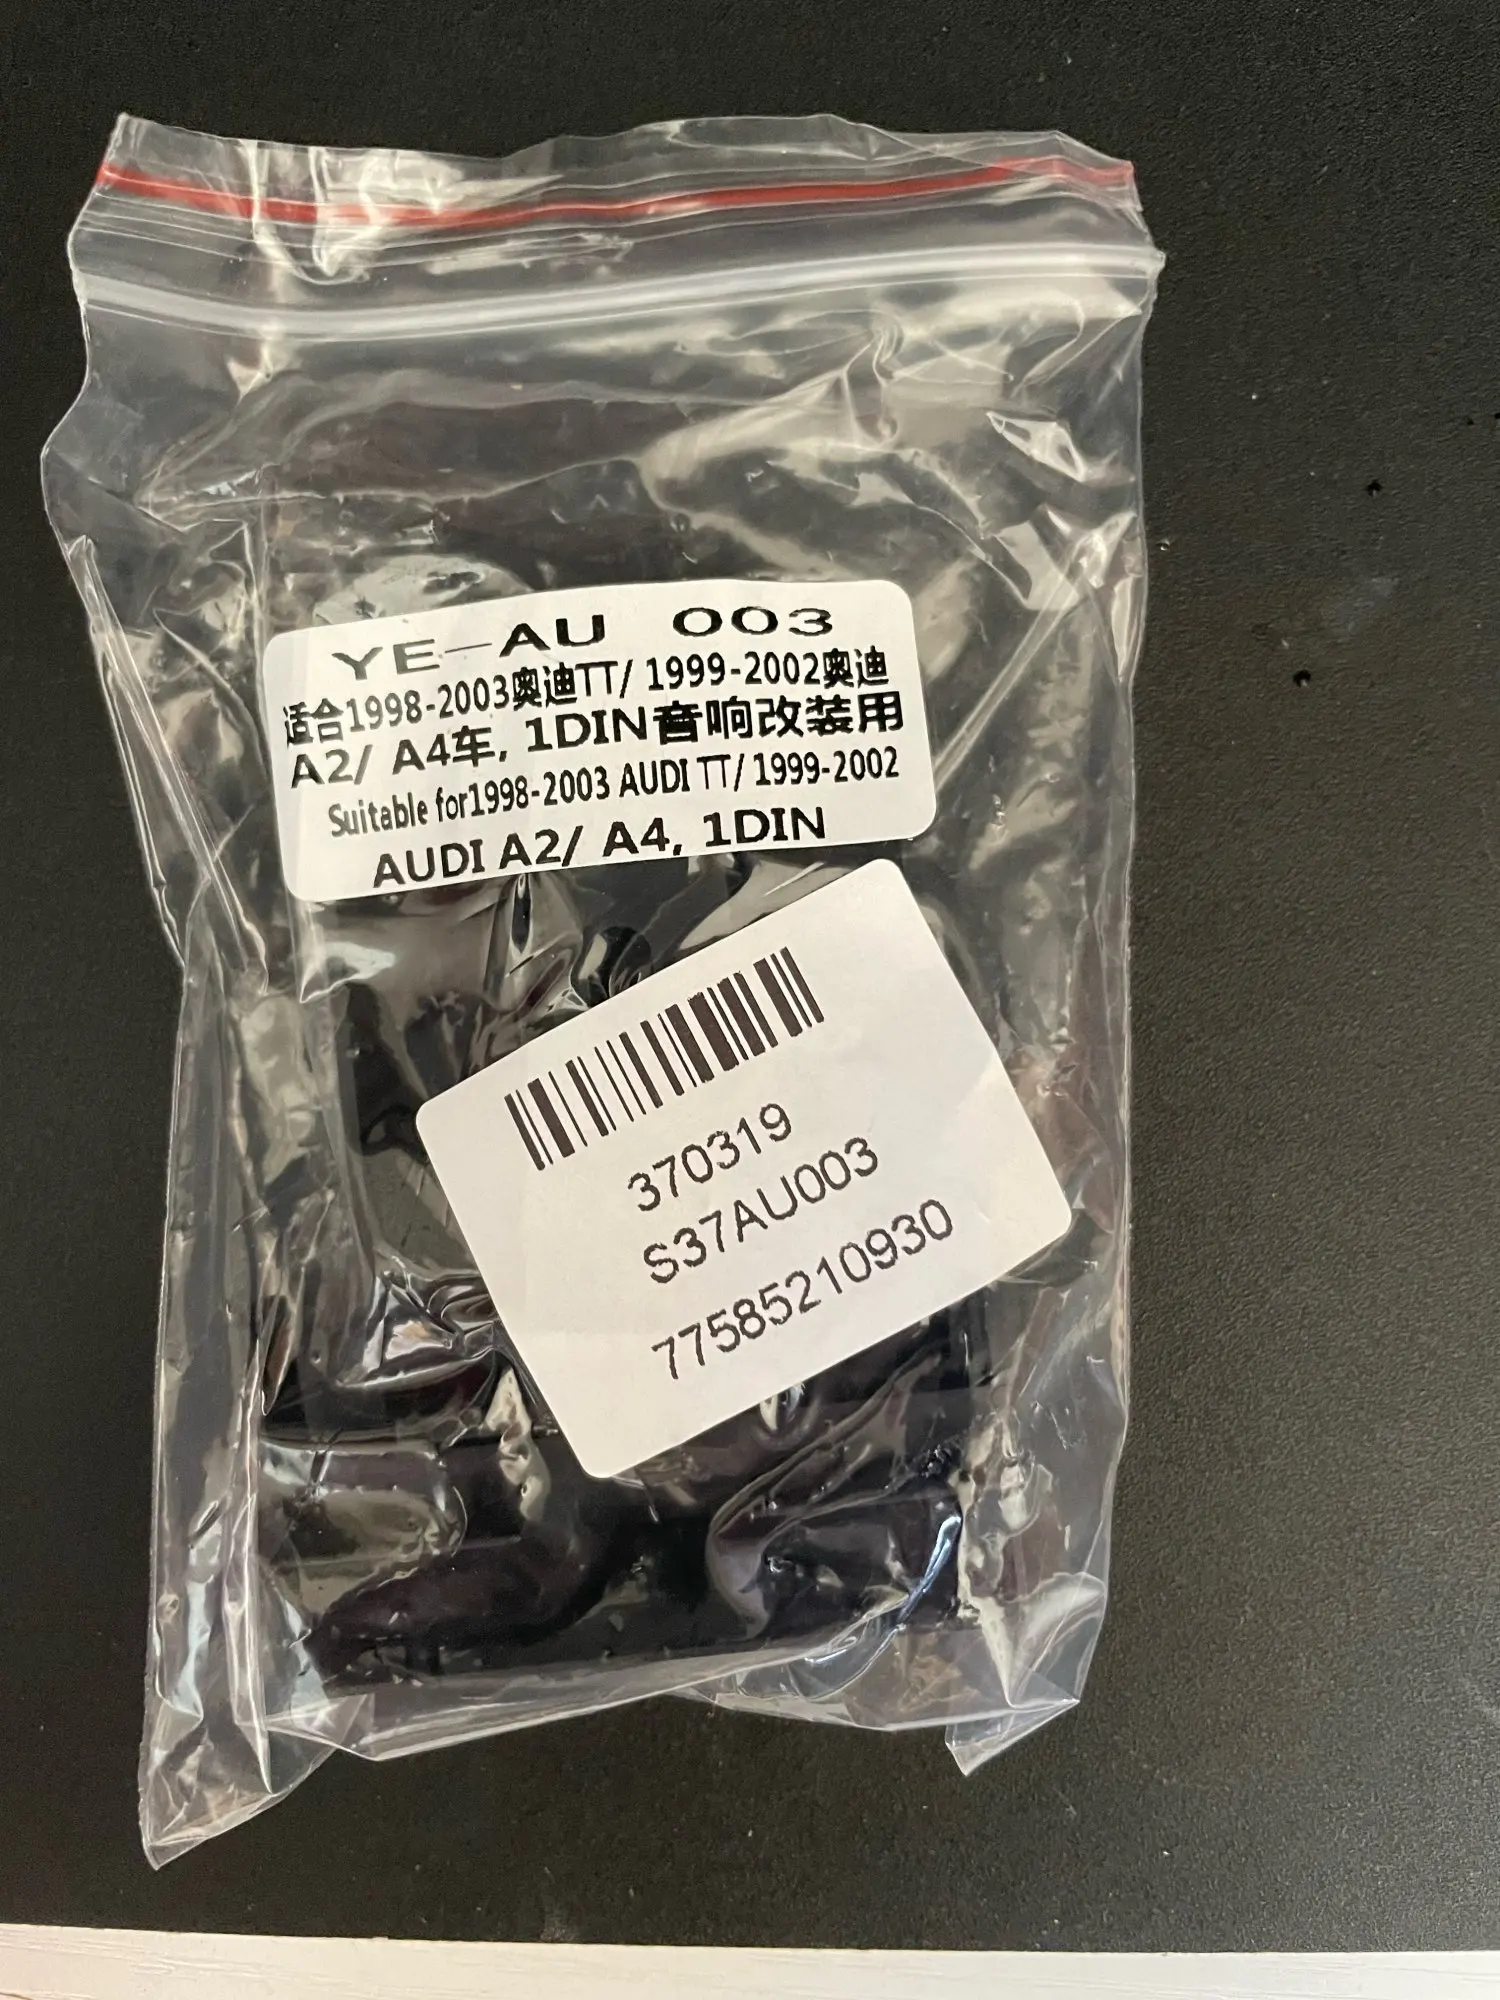 YE-AU 003
适合1998-2003奥迪TT/ 1999-2002奥迪
A2/ A4车, 1DIN音响改装用
Suitable for1998-2003 AUDI TT/ 1999-2002
AUDI A2/ A4, 1DIN
370319
S37AU003
77585210930